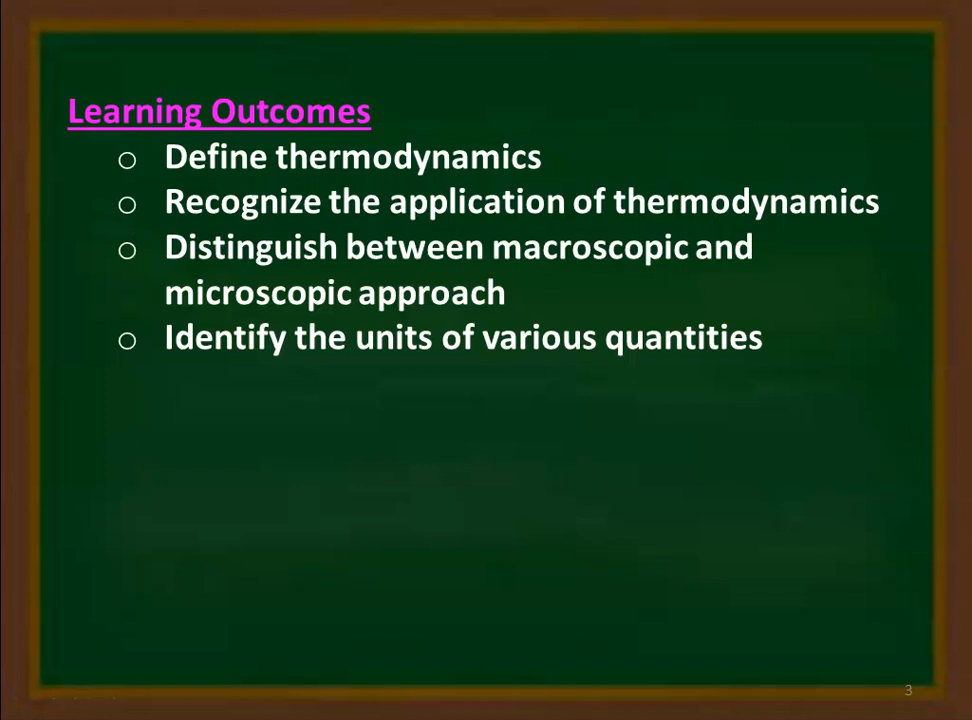 Learning Outcomes
o Define thermodynamics
o Recognize the application of thermodynamics
o Distinguish between macroscopic and
microscopic approach
o Identify the units of various quantities
3